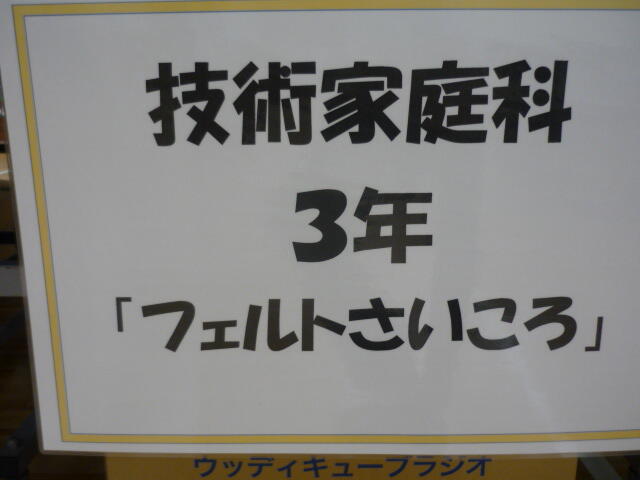 技術家庭科
3年
「フェルトさいころ」
ウッディキューブラジオ